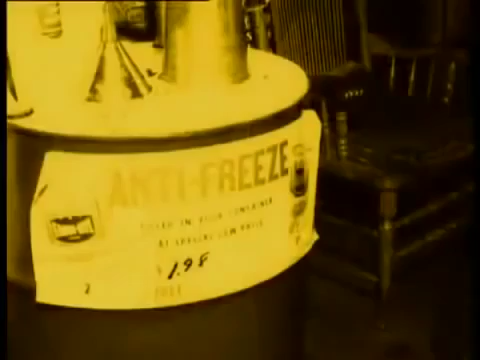 ANTI-FREEZE
FILLED IN YOUR CONTAINER
AT SPECIAL LOW PRICE
$1.98